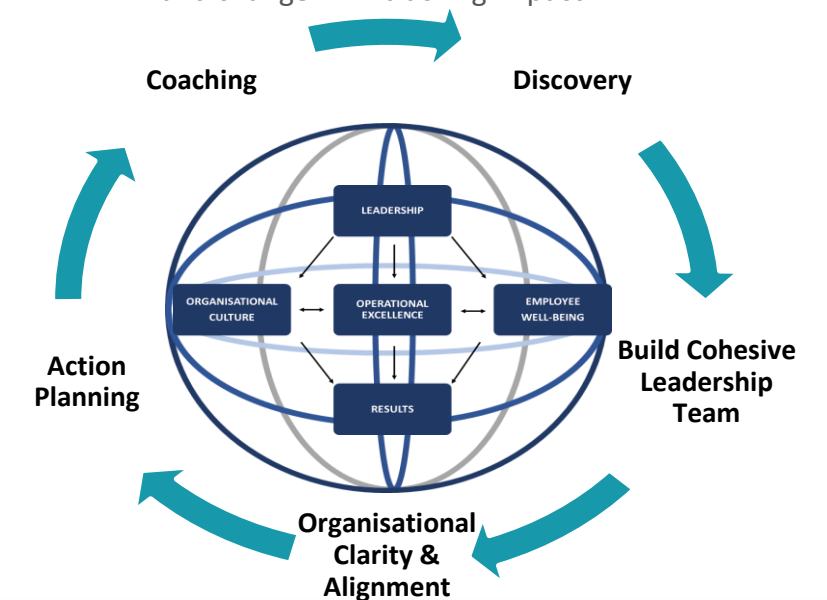 Coaching
Discovery
LEADERSHIP
ORGANISATIONAL
CULTURE
OPERATIONAL
EXCELLENCE
EMPLOYEE
WELL-BEING
Build Cohesive
Leadership
Team
Action
Planning
RESULTS
Organisational
Clarity &
Alignment